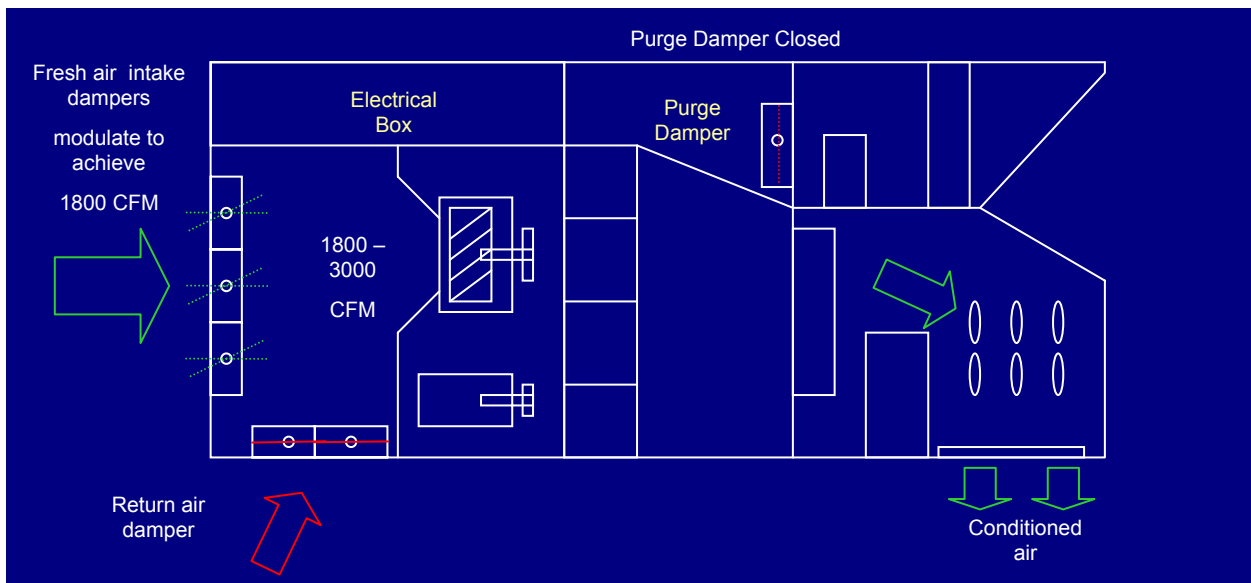 Purge Damper Closed
Fresh air intake
dampers
modulate to
achieve
1800 CFM
Electrical
Box
Purge
Damper
1800 –
3000
CFM
Return air
damper
Conditioned
air